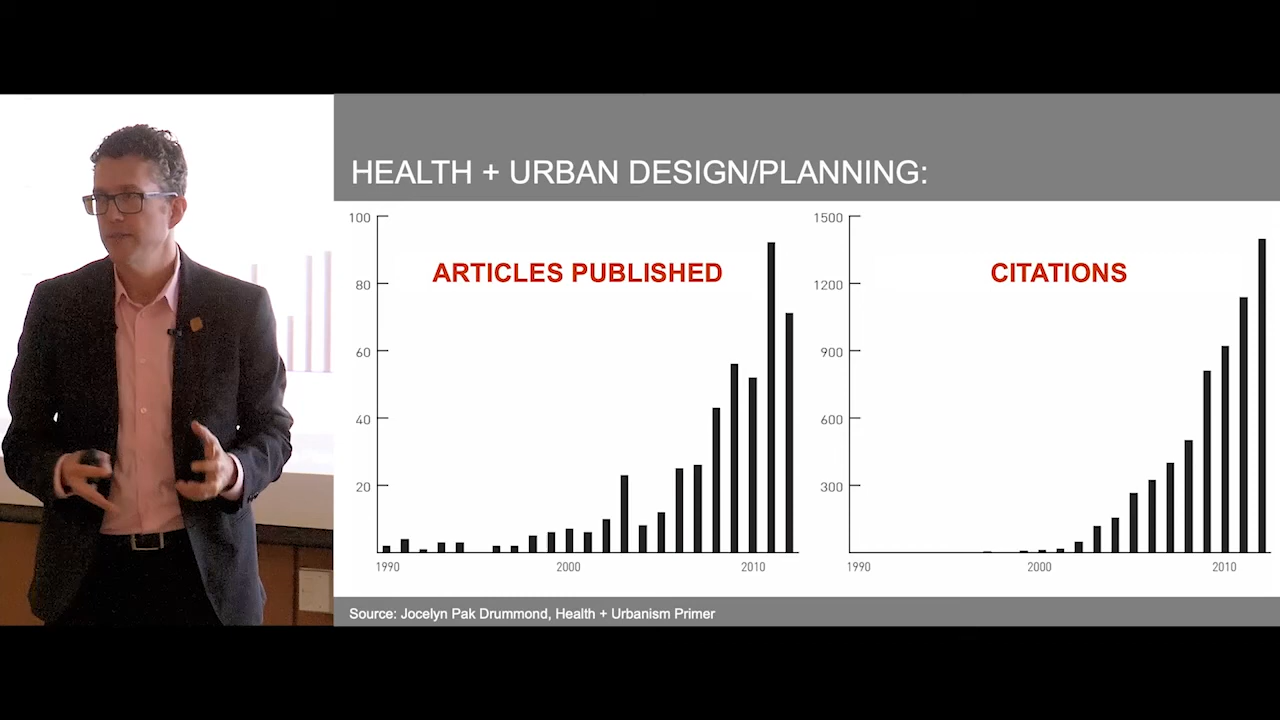 HEALTH + URBAN DESIGN/PLANNING:
ARTICLES PUBLISHED
100
80
60
40
20
1990 2000 2010
CITATIONS
1500
1200
900
600
300
1990 2000 2010
Source: Jocelyn Pak Drummond, Health + Urbanism Primer